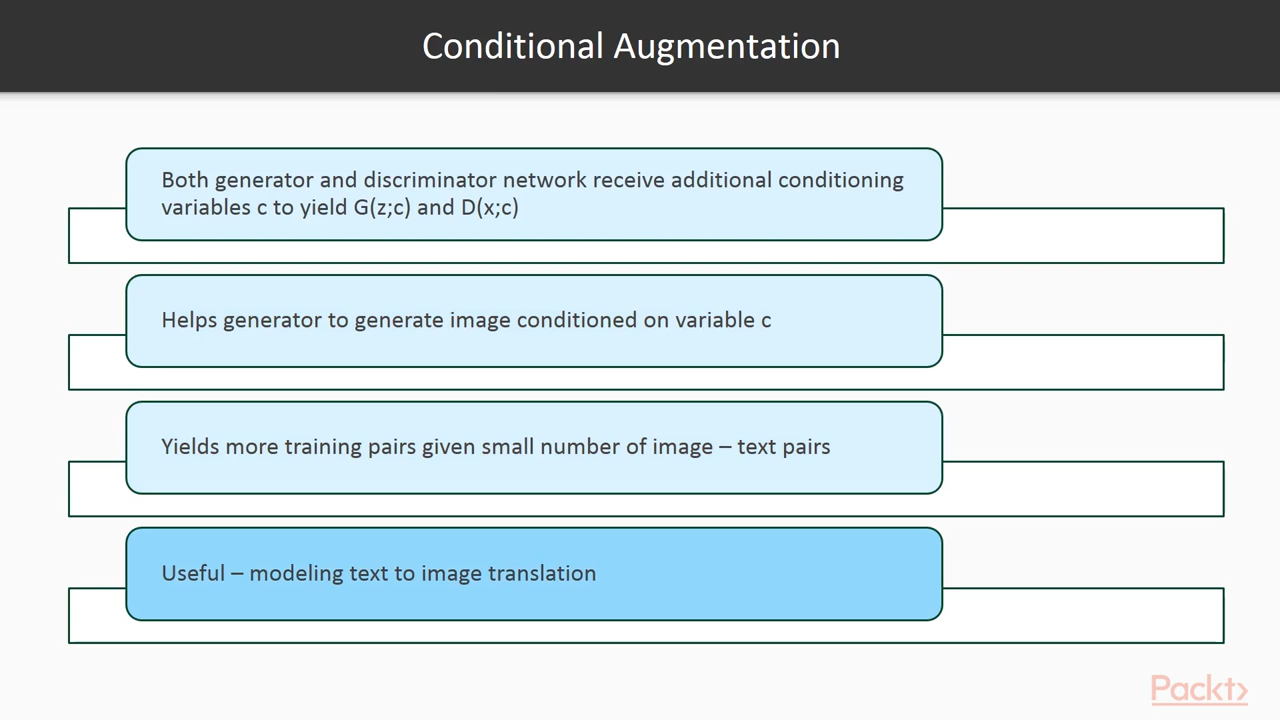 Conditional Augmentation
Both generator and discriminator network receive additional conditioning
variables c to yield G(z;c) and D(x;c)
Helps generator to generate image conditioned on variable c
Yields more training pairs given small number of image – text pairs
Useful – modeling text to image translation
Packt>